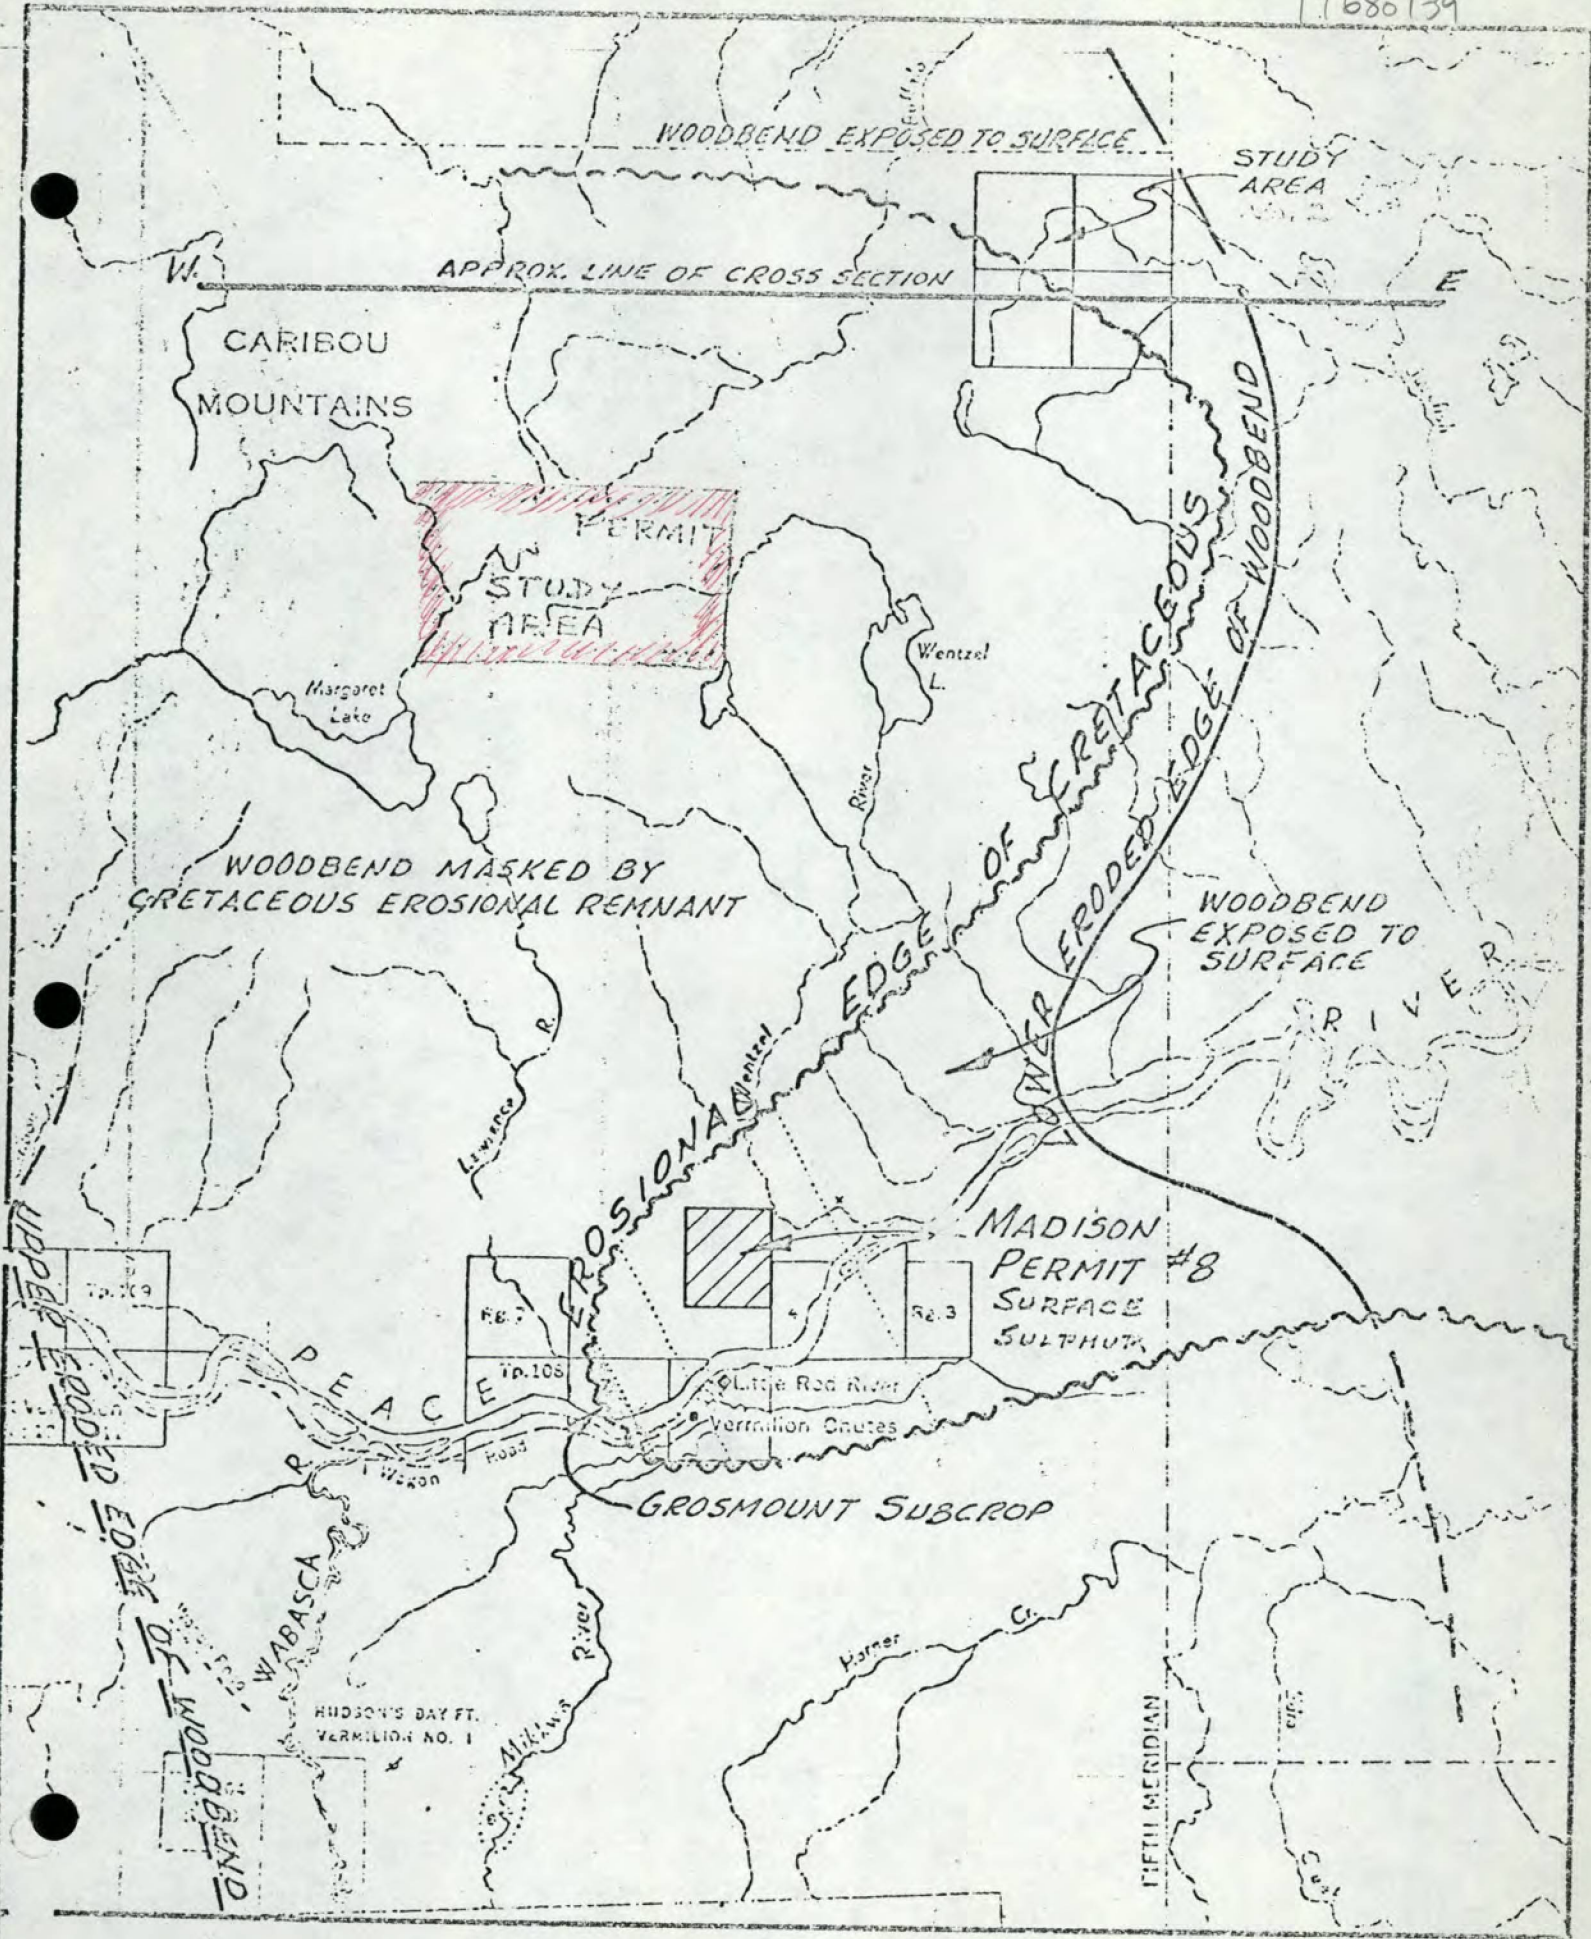 WOODBEND EXPOSED TO SURFACE
STUDY
AREA
W.
APPROX. LINE OF CROSS SECTION
E
CARIBOU
MOUNTAINS
PERMIT
STUDY
AREA
Wentzel
L.
Margaret
Lake
River
EROSIONAL EDGE OF CRETACEOUS
LOWER ERODED EDGE OF WOODBEND
WOODBEND MASKED BY
CRETACEOUS EROSIONAL REMNANT
WOODBEND
EXPOSED TO
SURFACE
RIVER
Wentzel
Lawrence
R.
MADISON
PERMIT #8
SURFACE
SULPHUR
UPPER ERODED EDGE OF WOODBEND
Tp.109
Rg.7
4
Rg.3
Tp.108
PEACE
R.
Little Red River
Vermilion Chutes
Wagon
Road
GROSMOUNT SUBCROP
WABASCA
HUDSON'S BAY FT.
VERMILION NO. 1
Mikkwa
River
Harper
Cr.
FIFTH MERIDIAN